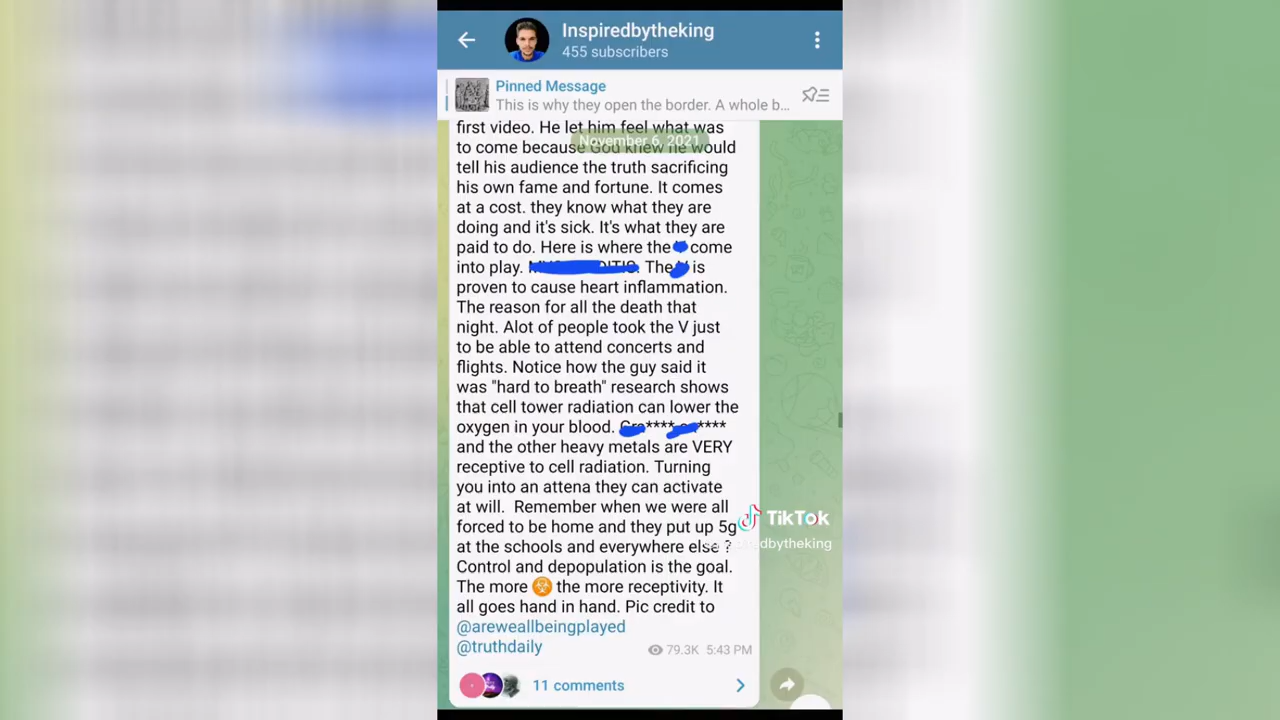 Inspiredbytheking
455 subscribers
Pinned Message
This is why they open the border. A whole b...
first video. He let him feel what was
November 6, 2021
to come because God knew he would
tell his audience the truth sacrificing
his own fame and fortune. It comes
at a cost. they know what they are
doing and it's sick. It's what they are
paid to do. Here is where the come
into play. The is
proven to cause heart inflammation.
The reason for all the death that
night. Alot of people took the V just
to be able to attend concerts and
flights. Notice how the guy said it
was "hard to breath" research shows
that cell tower radiation can lower the
oxygen in your blood. **** ****
and the other heavy metals are VERY
receptive to cell radiation. Turning
you into an attena they can activate
at will. Remember when we were all
forced to be home and they put up 5g
at the schools and everywhere else ?
Control and depopulation is the goal.
The more ☣ the more receptivity. It
all goes hand in hand. Pic credit to
@areweallbeingplayed
@truthdaily
79.3K 5:43 PM
11 comments
TikTok